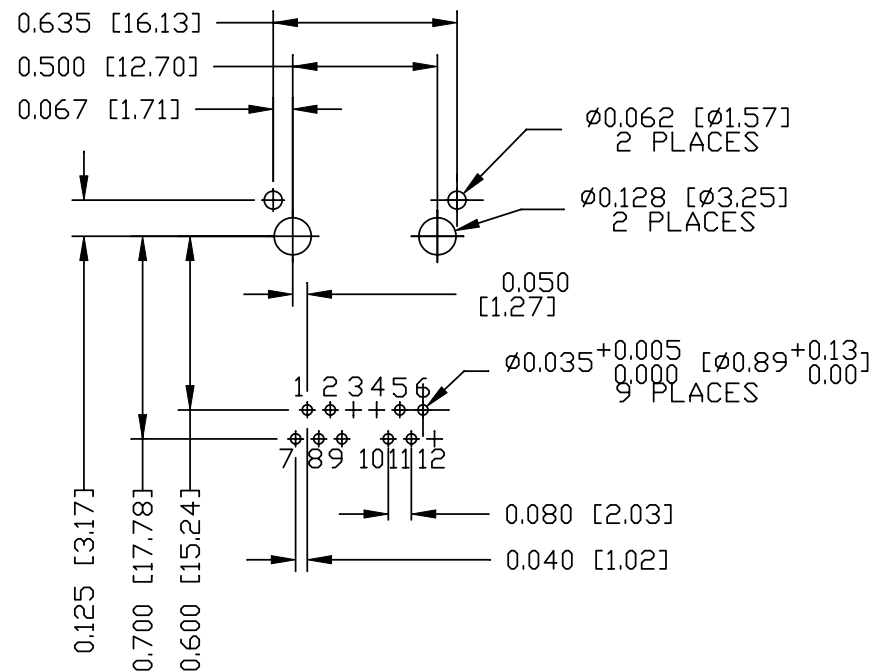 0.635 [16.13]
0.500 [12.70]
0.067 [1.71]
Ø0.062 [Ø1.57]
2 PLACES
Ø0.128 [Ø3.25]
2 PLACES
0.050
[1.27]
Ø0.035 +0.005 0.000 [Ø0.89 +0.13 0.00]
9 PLACES
1 2 3 4 5 6
7 8 9 10 11 12
0.080 [2.03]
0.040 [1.02]
0.125 [3.17]
0.700 [17.78]
0.600 [15.24]